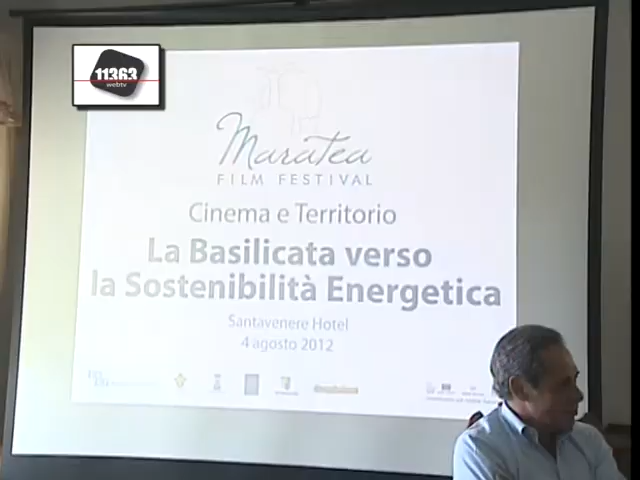 11363
webtv
Maratea
FILM FESTIVAL
Cinema e Territorio
La Basilicata verso
la Sostenibilità Energetica
Santavenere Hotel
4 agosto 2012